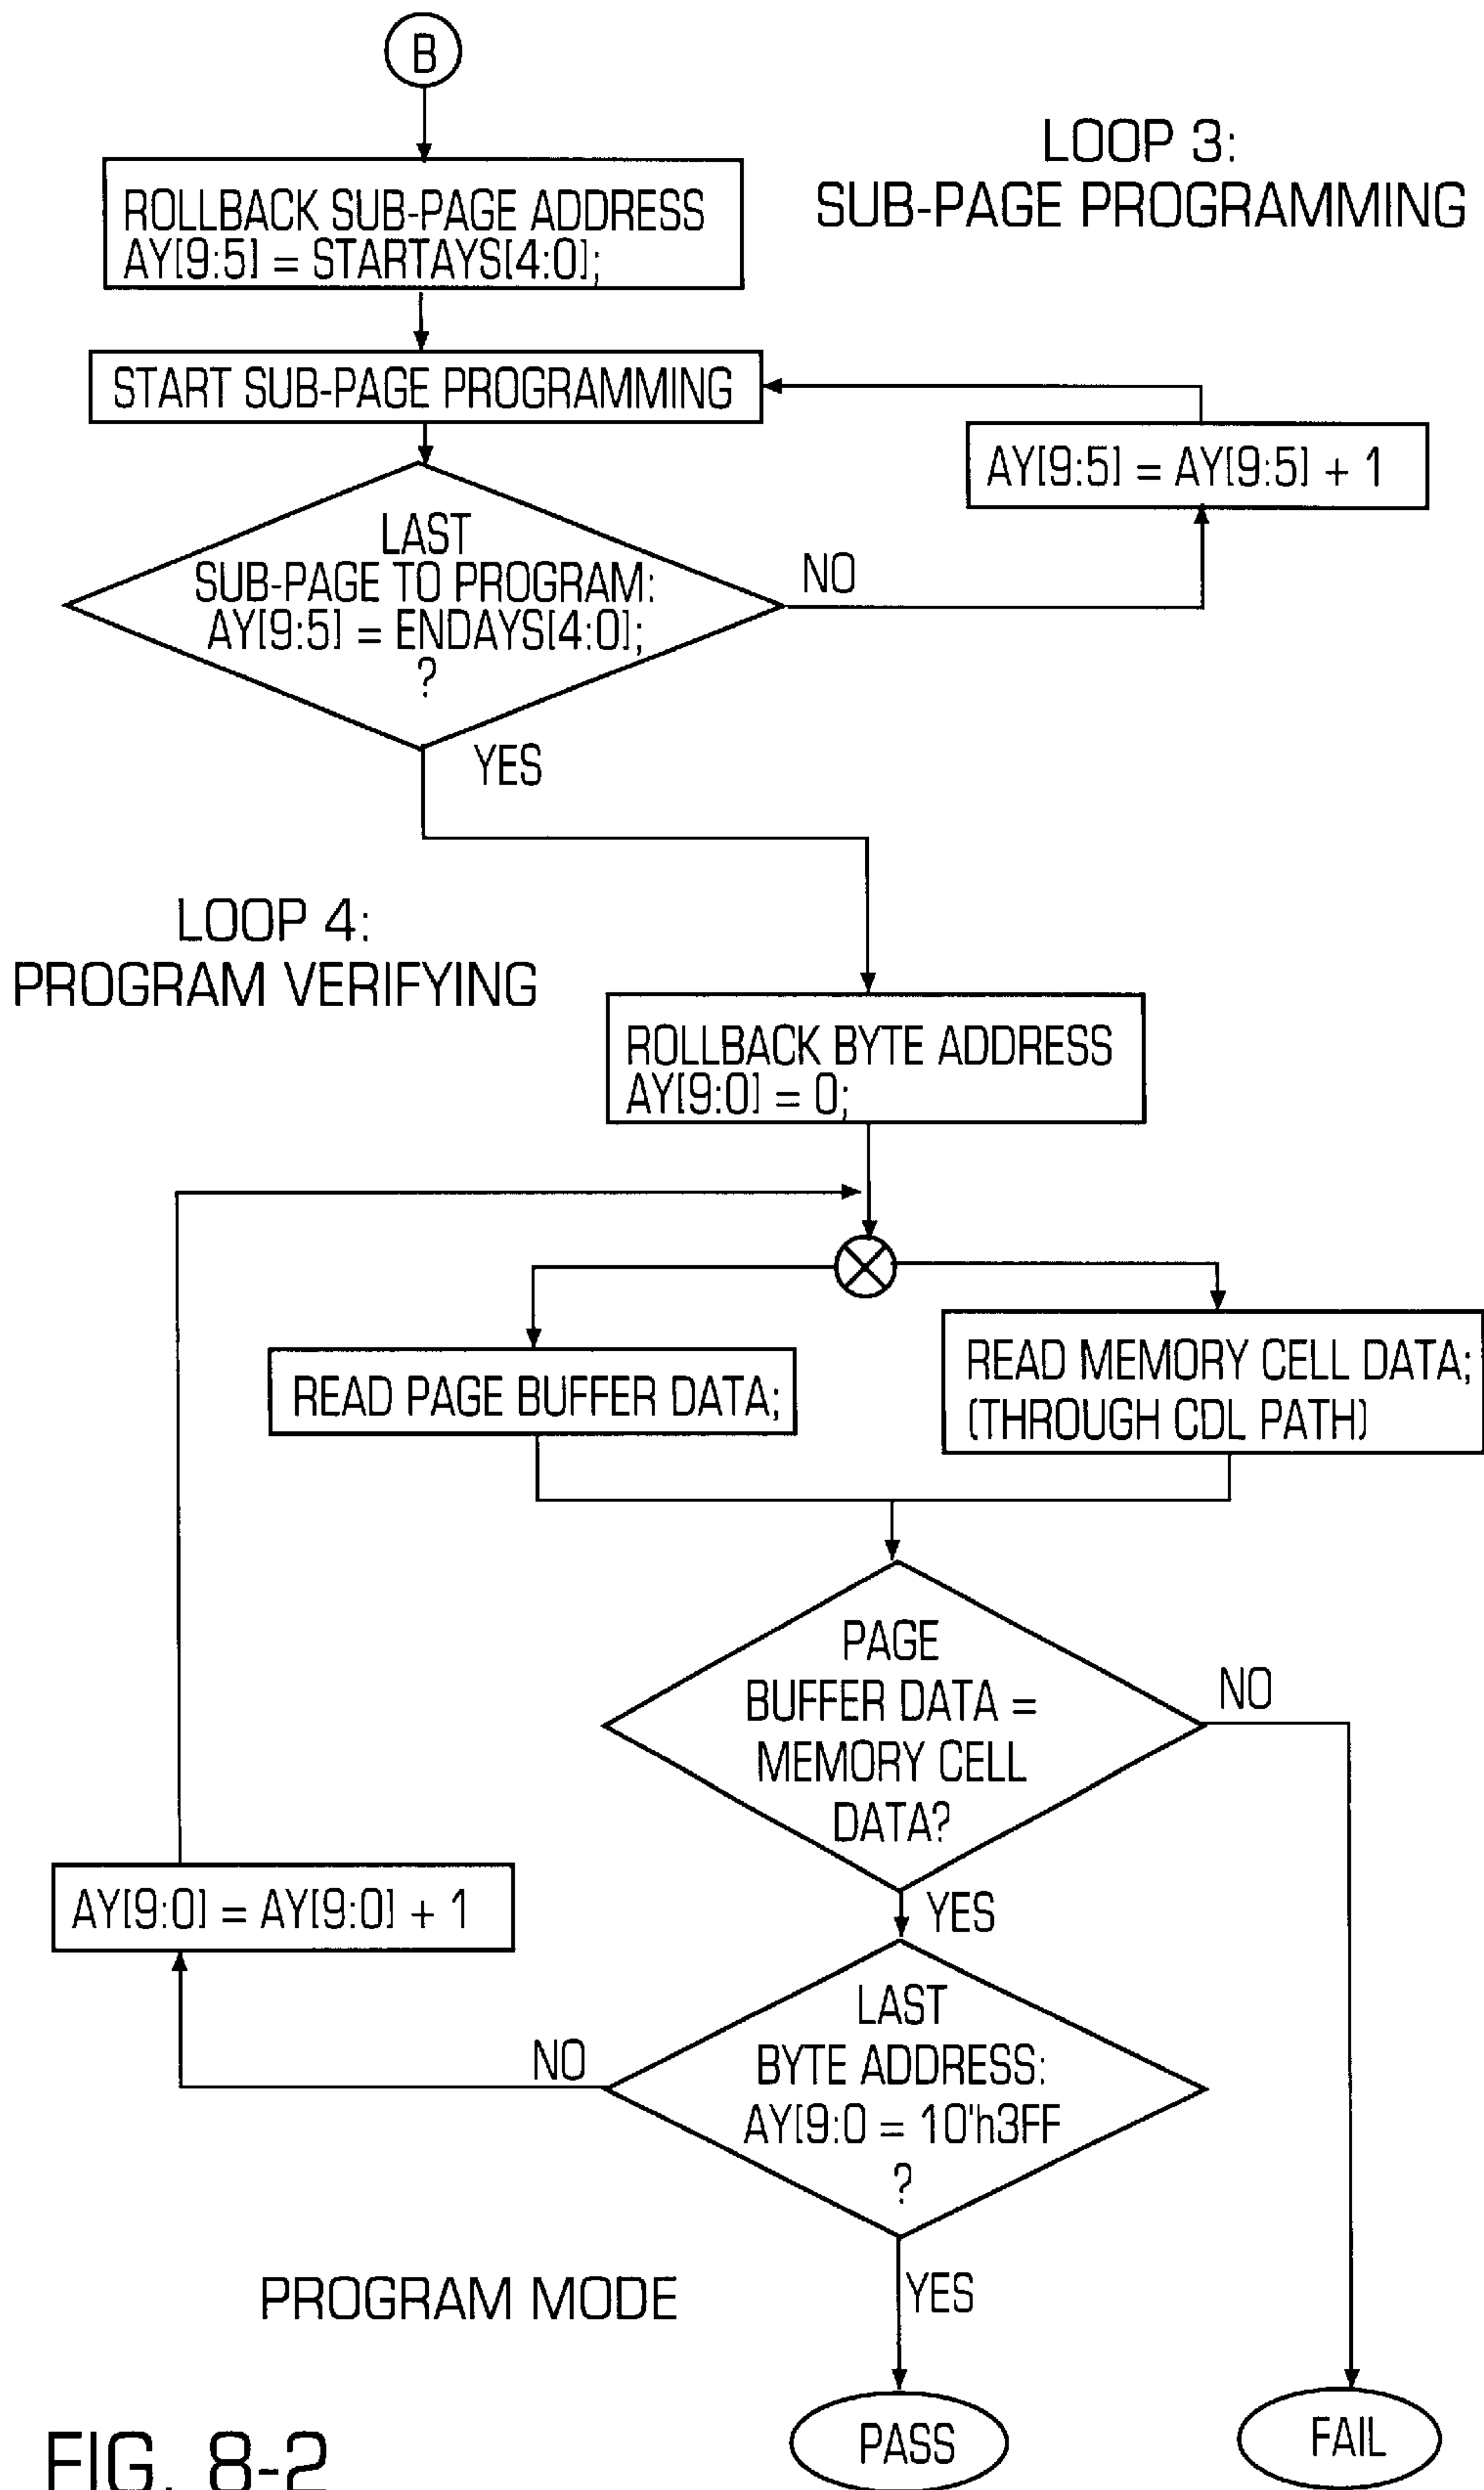 B
LOOP 3:
SUB-PAGE PROGRAMMING
ROLLBACK SUB-PAGE ADDRESS
AY[9:5] = STARTAYS[4:0];
START SUB-PAGE PROGRAMMING
AY[9:5] = AY[9:5] + 1
LAST
SUB-PAGE TO PROGRAM:
AY[9:5] = ENDAYS[4:0];
?
NO
YES
LOOP 4:
PROGRAM VERIFYING
ROLLBACK BYTE ADDRESS
AY[9:0] = 0;
READ PAGE BUFFER DATA;
READ MEMORY CELL DATA;
(THROUGH CDL PATH)
PAGE
BUFFER DATA =
MEMORY CELL
DATA?
NO
YES
AY[9:0] = AY[9:0] + 1
LAST
BYTE ADDRESS:
AY[9:0 = 10'h3FF
?
NO
YES
PROGRAM MODE
PASS
FAIL
FIG. 8-2